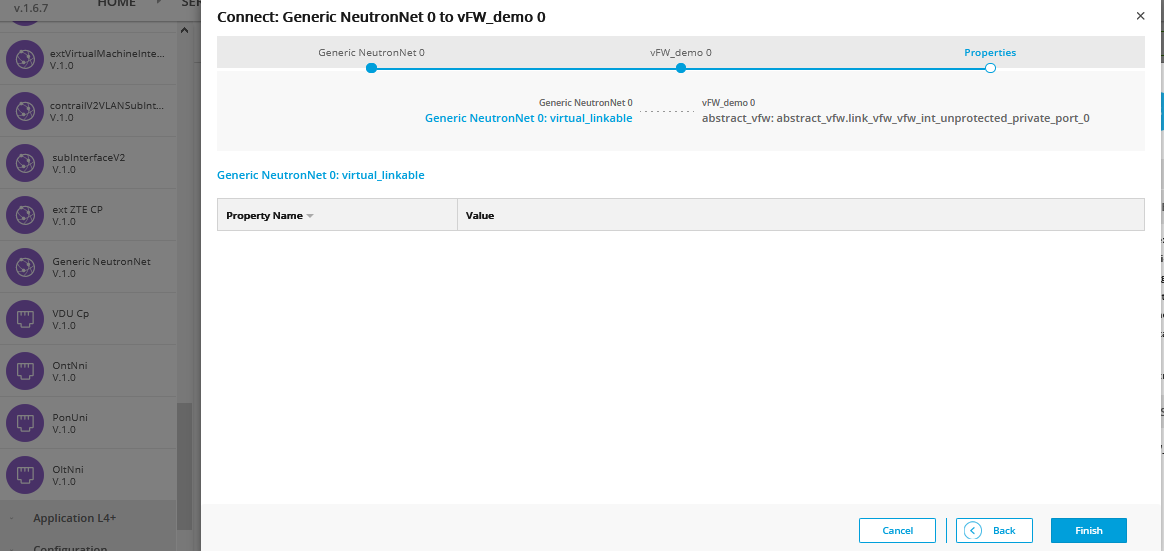 v.1.6.7
HOME
SER
Connect: Generic NeutronNet 0 to vFW_demo 0
Generic NeutronNet 0
vFW_demo 0
Properties
Generic NeutronNet 0
vFW_demo 0
Generic NeutronNet 0: virtual_linkable
abstract_vfw: abstract_vfw.link_vfw_vfw_int_unprotected_private_port_0
Generic NeutronNet 0: virtual_linkable
Property Name
Value
extVirtualMachineInte...
V.1.0
contrailV2VLANSubInt...
V.1.0
subInterfaceV2
V.1.0
ext ZTE CP
V.1.0
Generic NeutronNet
V.1.0
VDU Cp
V.1.0
OntNni
V.1.0
PonUni
V.1.0
OltNni
V.1.0
Application L4+
Configuration
Cancel
Back
Finish